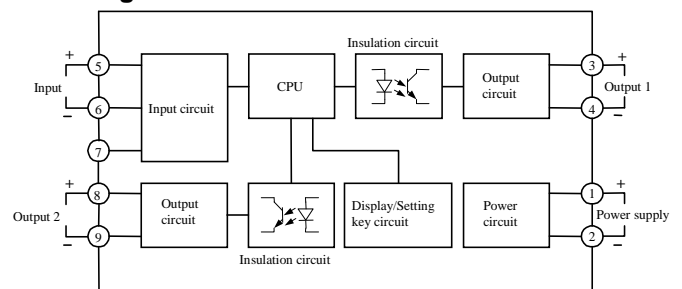 Insulation circuit
+
5
Input
6
−
7
Input circuit
CPU
Output
circuit
3
+
Output 1
4
−
+
8
Output 2
9
−
Output
circuit
Insulation circuit
Display/Setting
key circuit
Power
circuit
1
+
Power supply
2
−